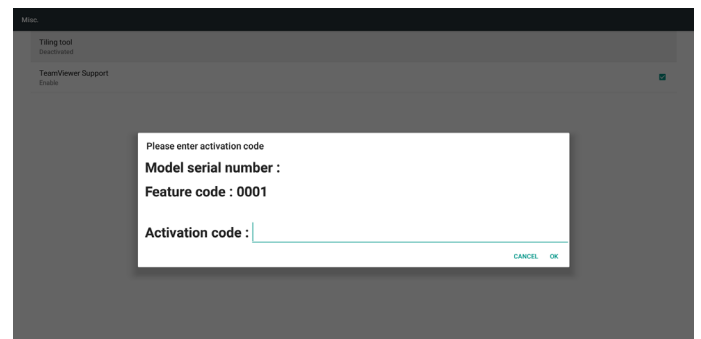 Misc.
Tiling tool
Deactivated
TeamViewer Support
Enable
Please enter activation code
Model serial number :
Feature code : 0001
Activation code :
CANCEL OK